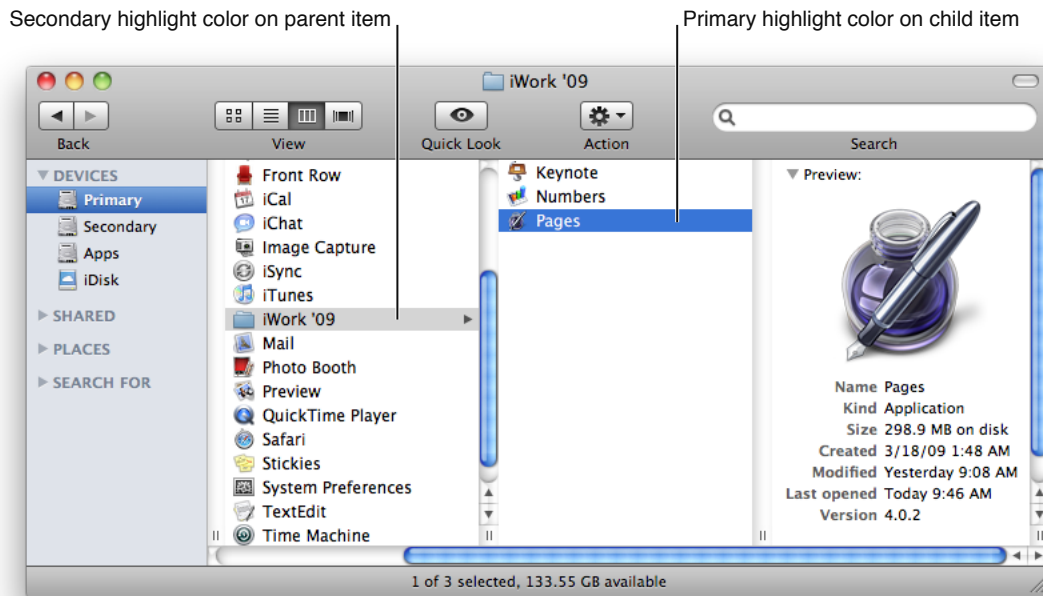 Secondary highlight color on parent item
Primary highlight color on child item
iWork '09
Back
View
Quick Look
Action
Search
DEVICES
Primary
Secondary
Apps
iDisk
SHARED
PLACES
SEARCH FOR
Front Row
iCal
iChat
Image Capture
iSync
iTunes
iWork '09
Mail
Photo Booth
Preview
QuickTime Player
Safari
Stickies
System Preferences
TextEdit
Time Machine
Keynote
Numbers
Pages
Preview:
Name Pages
Kind Application
Size 298.9 MB on disk
Created 3/18/09 1:48 AM
Modified Yesterday 9:08 AM
Last opened Today 9:46 AM
Version 4.0.2
1 of 3 selected, 133.55 GB available